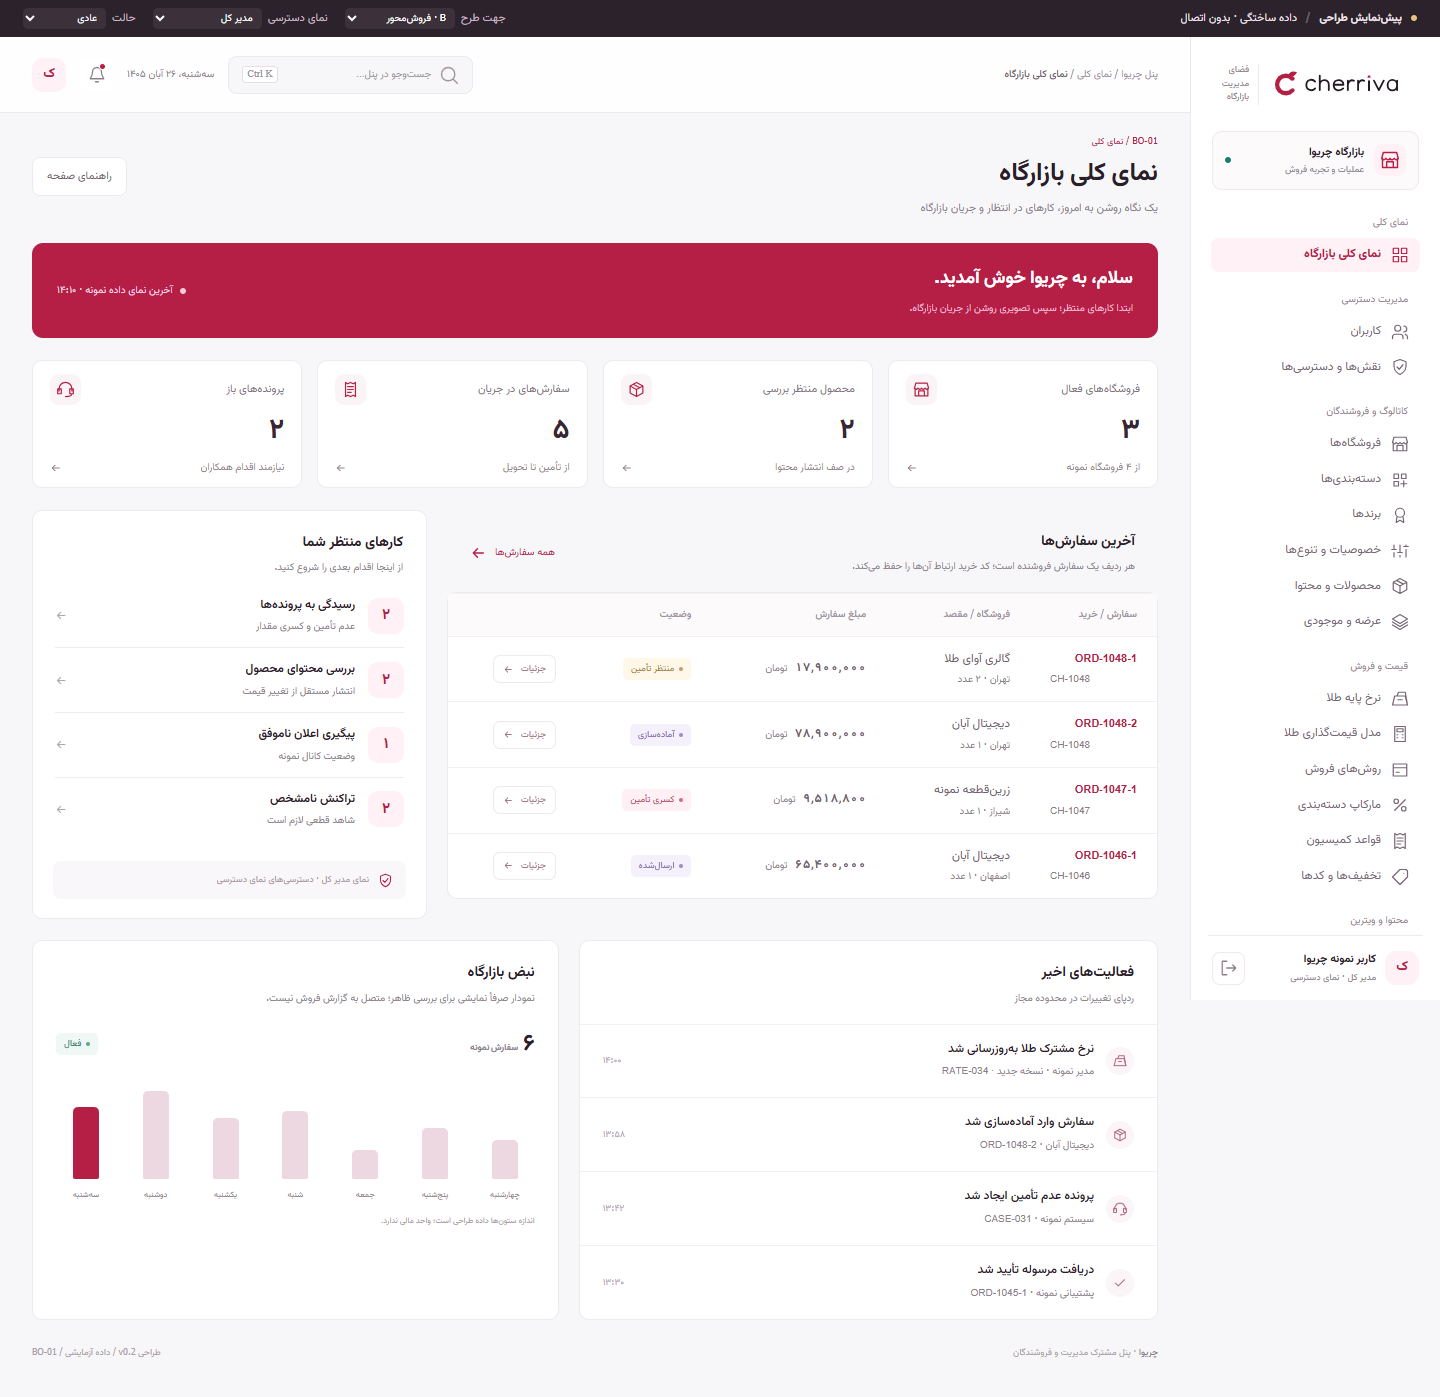 پیش‌نمایش طراحی / داده ساختگی · بدون اتصال
جهت طرح B · فروش‌محور نمای دسترسی مدیر کل حالت عادی
cherriva
فضای
مدیریت
بازارگاه
بازارگاه چریوا
عملیات و تجربه فروش
نمای کلی
نمای کلی بازارگاه
مدیریت دسترسی
کاربران
نقش‌ها و دسترسی‌ها
کاتالوگ و فروشندگان
فروشگاه‌ها
دسته‌بندی‌ها
برندها
خصوصیات و تنوع‌ها
محصولات و محتوا
عرضه و موجودی
قیمت و فروش
نرخ پایه طلا
مدل قیمت‌گذاری طلا
روش‌های فروش
مارکاپ دسته‌بندی
قواعد کمیسیون
تخفیف‌ها و کدها
محتوا و ویترین
کاربر نمونه چریوا
مدیر کل · نمای دسترسی
ک
پنل چریوا / نمای کلی / نمای کلی بازارگاه
جست‌وجو در پنل... Ctrl K
سه‌شنبه، ۲۶ آبان ۱۴۰۵
ک
BO-01 / نمای کلی
نمای کلی بازارگاه
یک نگاه روشن به امروز، کارهای در انتظار و جریان بازارگاه
راهنمای صفحه
سلام، به چریوا خوش آمدید.
ابتدا کارهای منتظر؛ سپس تصویری روشن از جریان بازارگاه.
آخرین نمای داده نمونه · ۱۴:۱۰
فروشگاه‌های فعال
۳
از ۴ فروشگاه نمونه
محصول منتظر بررسی
۲
در صف انتشار محتوا
سفارش‌های در جریان
۵
از تأمین تا تحویل
پرونده‌های باز
۲
نیازمند اقدام همکاران
آخرین سفارش‌ها
هر ردیف یک سفارش فروشنده است؛ کد خرید ارتباط آن‌ها را حفظ می‌کند.
همه سفارش‌ها
سفارش / خرید فروشگاه / مقصد مبلغ سفارش وضعیت
ORD-1048-1 گالری آوای طلا ۱۷,۹۰۰,۰۰۰ تومان منتظر تأمین جزئیات
CH-1048 تهران · ۲ عدد
ORD-1048-2 دیجیتال آبان ۷۸,۹۰۰,۰۰۰ تومان آماده‌سازی جزئیات
CH-1048 تهران · ۱ عدد
ORD-1047-1 زرین‌قطعه نمونه ۹,۵۱۸,۸۰۰ تومان کسری تأمین جزئیات
CH-1047 شیراز · ۱ عدد
ORD-1046-1 دیجیتال آبان ۶۵,۴۰۰,۰۰۰ تومان ارسال‌شده جزئیات
CH-1046 اصفهان · ۱ عدد
کارهای منتظر شما
از اینجا اقدام بعدی را شروع کنید.
۲ رسیدگی به پرونده‌ها
عدم تأمین و کسری مقدار
۲ بررسی محتوای محصول
انتشار مستقل از تغییر قیمت
۱ پیگیری اعلان ناموفق
وضعیت کانال نمونه
۲ تراکنش نامشخص
شاهد قطعی لازم است
نمای مدیر کل · دسترسی‌های نمای دسترسی
فعالیت‌های اخیر
ردپای تغییرات در محدوده مجاز
نرخ مشترک طلا به‌روزرسانی شد ۱۴:۰۰
مدیر نمونه · نسخه جدید · RATE-034
سفارش وارد آماده‌سازی شد ۱۳:۵۸
دیجیتال آبان · ORD-1048-2
پرونده عدم تأمین ایجاد شد ۱۳:۴۲
سیستم نمونه · CASE-031
دریافت مرسوله تأیید شد ۱۳:۳۰
پشتیبانی نمونه · ORD-1045-1
نبض بازارگاه
نمودار صرفاً نمایشی برای بررسی ظاهر؛ متصل به گزارش فروش نیست.
۶ سفارش نمونه فعال
چهارشنبه پنج‌شنبه جمعه شنبه یکشنبه دوشنبه سه‌شنبه
اندازه ستون‌ها داده طراحی است؛ واحد مالی ندارد.
چریوا · پنل مشترک مدیریت و فروشندگان
طراحی v0.2 / داده آزمایشی / BO-01